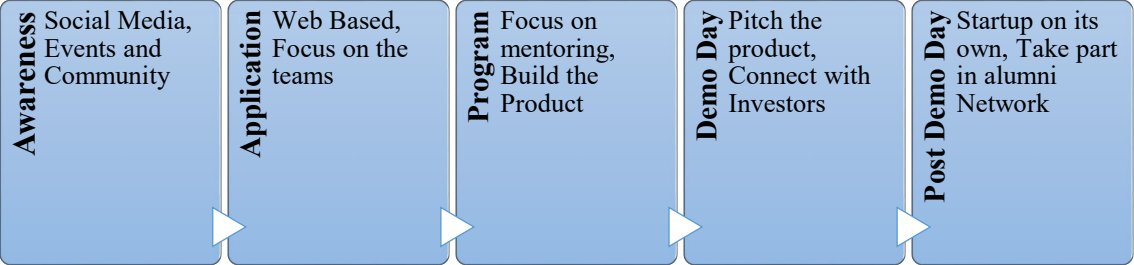 Awareness
Social Media,
Events and
Community
Application
Web Based,
Focus on the
teams
Program
Focus on
mentoring,
Build the
Product
Demo Day
Pitch the
product,
Connect with
Investors
Post Demo Day
Startup on its
own, Take part
in alumni
Network